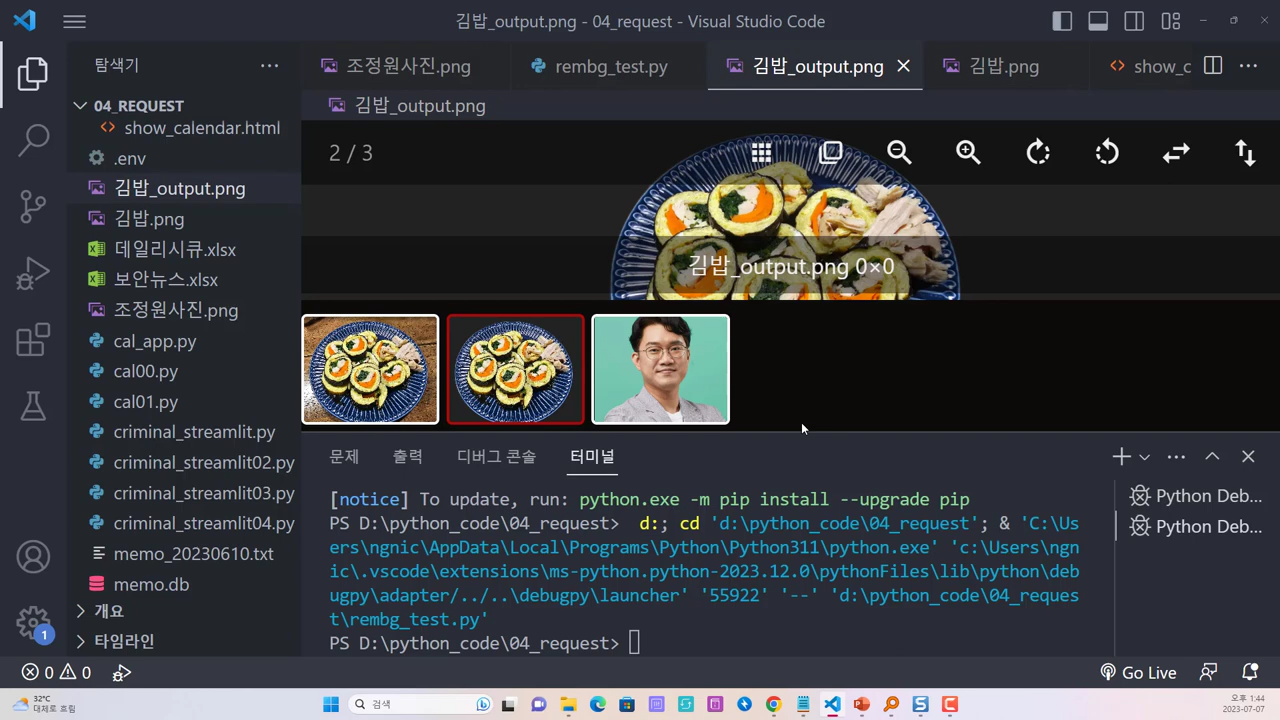 김밥_output.png - 04_request - Visual Studio Code
탐색기
조정원사진.png
rembg_test.py
김밥_output.png
김밥.png
show_c
04_REQUEST
김밥_output.png
show_calendar.html
.env
김밥_output.png
김밥.png
데일리시큐.xlsx
보안뉴스.xlsx
조정원사진.png
cal_app.py
cal00.py
cal01.py
criminal_streamlit.py
criminal_streamlit02.py
criminal_streamlit03.py
criminal_streamlit04.py
memo_20230610.txt
memo.db
개요
타임라인
2 / 3
김밥_output.png 0×0
문제
출력
디버그 콘솔
터미널
[notice] To update, run: python.exe -m pip install --upgrade pip
PS D:\python_code\04_request>  d:; cd 'd:\python_code\04_request'; & 'C:\Us
ers\ngnic\AppData\Local\Programs\Python\Python311\python.exe' 'c:\Users\ngn
ic\.vscode\extensions\ms-python.python-2023.12.0\pythonFiles\lib\python\deb
ugpy\adapter/../..\debugpy\launcher' '55922' '--' 'd:\python_code\04_reques
t\rembg_test.py'
PS D:\python_code\04_request>
Python Deb...
Python Deb...
1
0
0
Go Live
32°C
대체로 흐림
검색
오후 1:44
2023-07-07